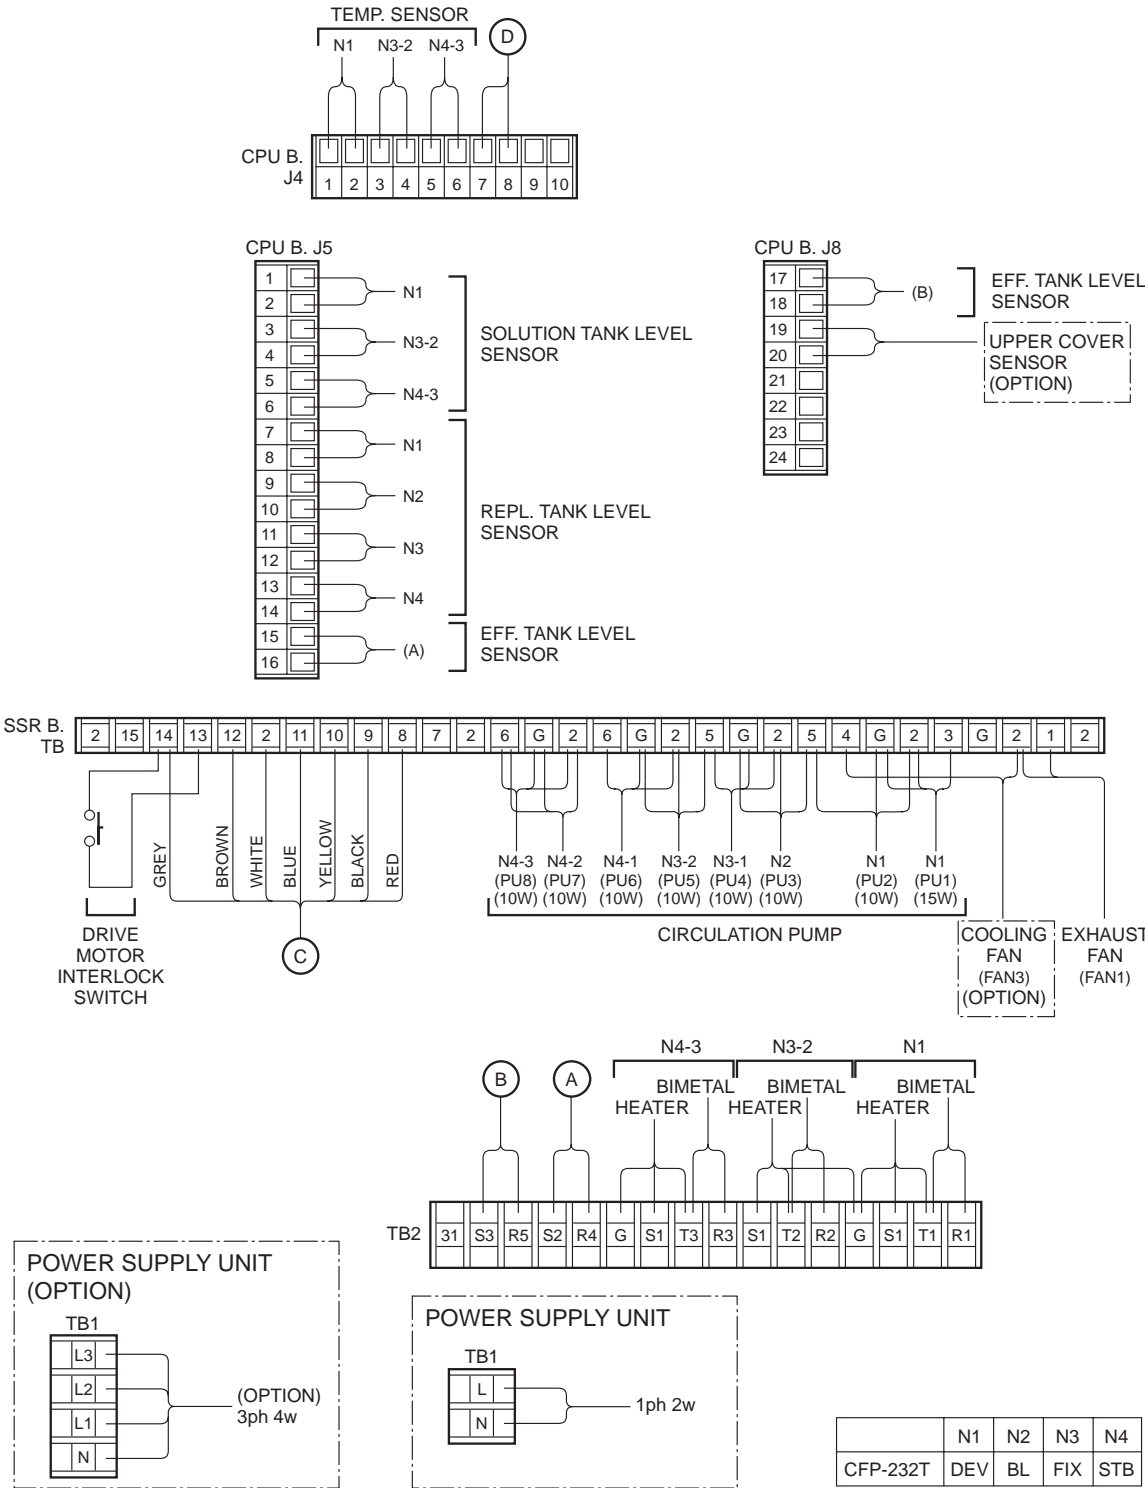 TEMP. SENSOR
N1 N3-2 N4-3 D
CPU B.
J4
1 2 3 4 5 6 7 8 9 10
CPU B. J5
1
2
3
4
5
6
7
8
9
10
11
12
13
14
15
16
N1
N3-2
N4-3
SOLUTION TANK LEVEL
SENSOR
N1
N2
N3
N4
REPL. TANK LEVEL
SENSOR
(A)
EFF. TANK LEVEL
SENSOR
CPU B. J8
17
18
19
20
21
22
23
24
(B)
EFF. TANK LEVEL
SENSOR
UPPER COVER
SENSOR
(OPTION)
SSR B.
TB
2 15 14 13 12 2 11 10 9 8 7 2 6 G 2 6 G 2 5 G 2 5 4 G 2 3 G 2 1 2
GREY
BROWN
WHITE
BLUE
YELLOW
BLACK
RED
DRIVE
MOTOR
INTERLOCK
SWITCH
C
N4-3 N4-2 N4-1 N3-2 N3-1 N2 N1 N1
(PU8) (PU7) (PU6) (PU5) (PU4) (PU3) (PU2) (PU1)
(10W) (10W) (10W) (10W) (10W) (10W) (10W) (15W)
CIRCULATION PUMP
COOLING
FAN
(FAN3)
(OPTION)
EXHAUST
FAN
(FAN1)
N4-3 N3-2 N1
B A
BIMETAL BIMETAL BIMETAL
HEATER HEATER HEATER
TB2
31 S3 R5 S2 R4 G S1 T3 R3 S1 T2 R2 G S1 T1 R1
POWER SUPPLY UNIT
(OPTION)
TB1
L3
L2
L1
N
(OPTION)
3ph 4w
POWER SUPPLY UNIT
TB1
L
N
1ph 2w
N1 N2 N3 N4
CFP-232T DEV BL FIX STB